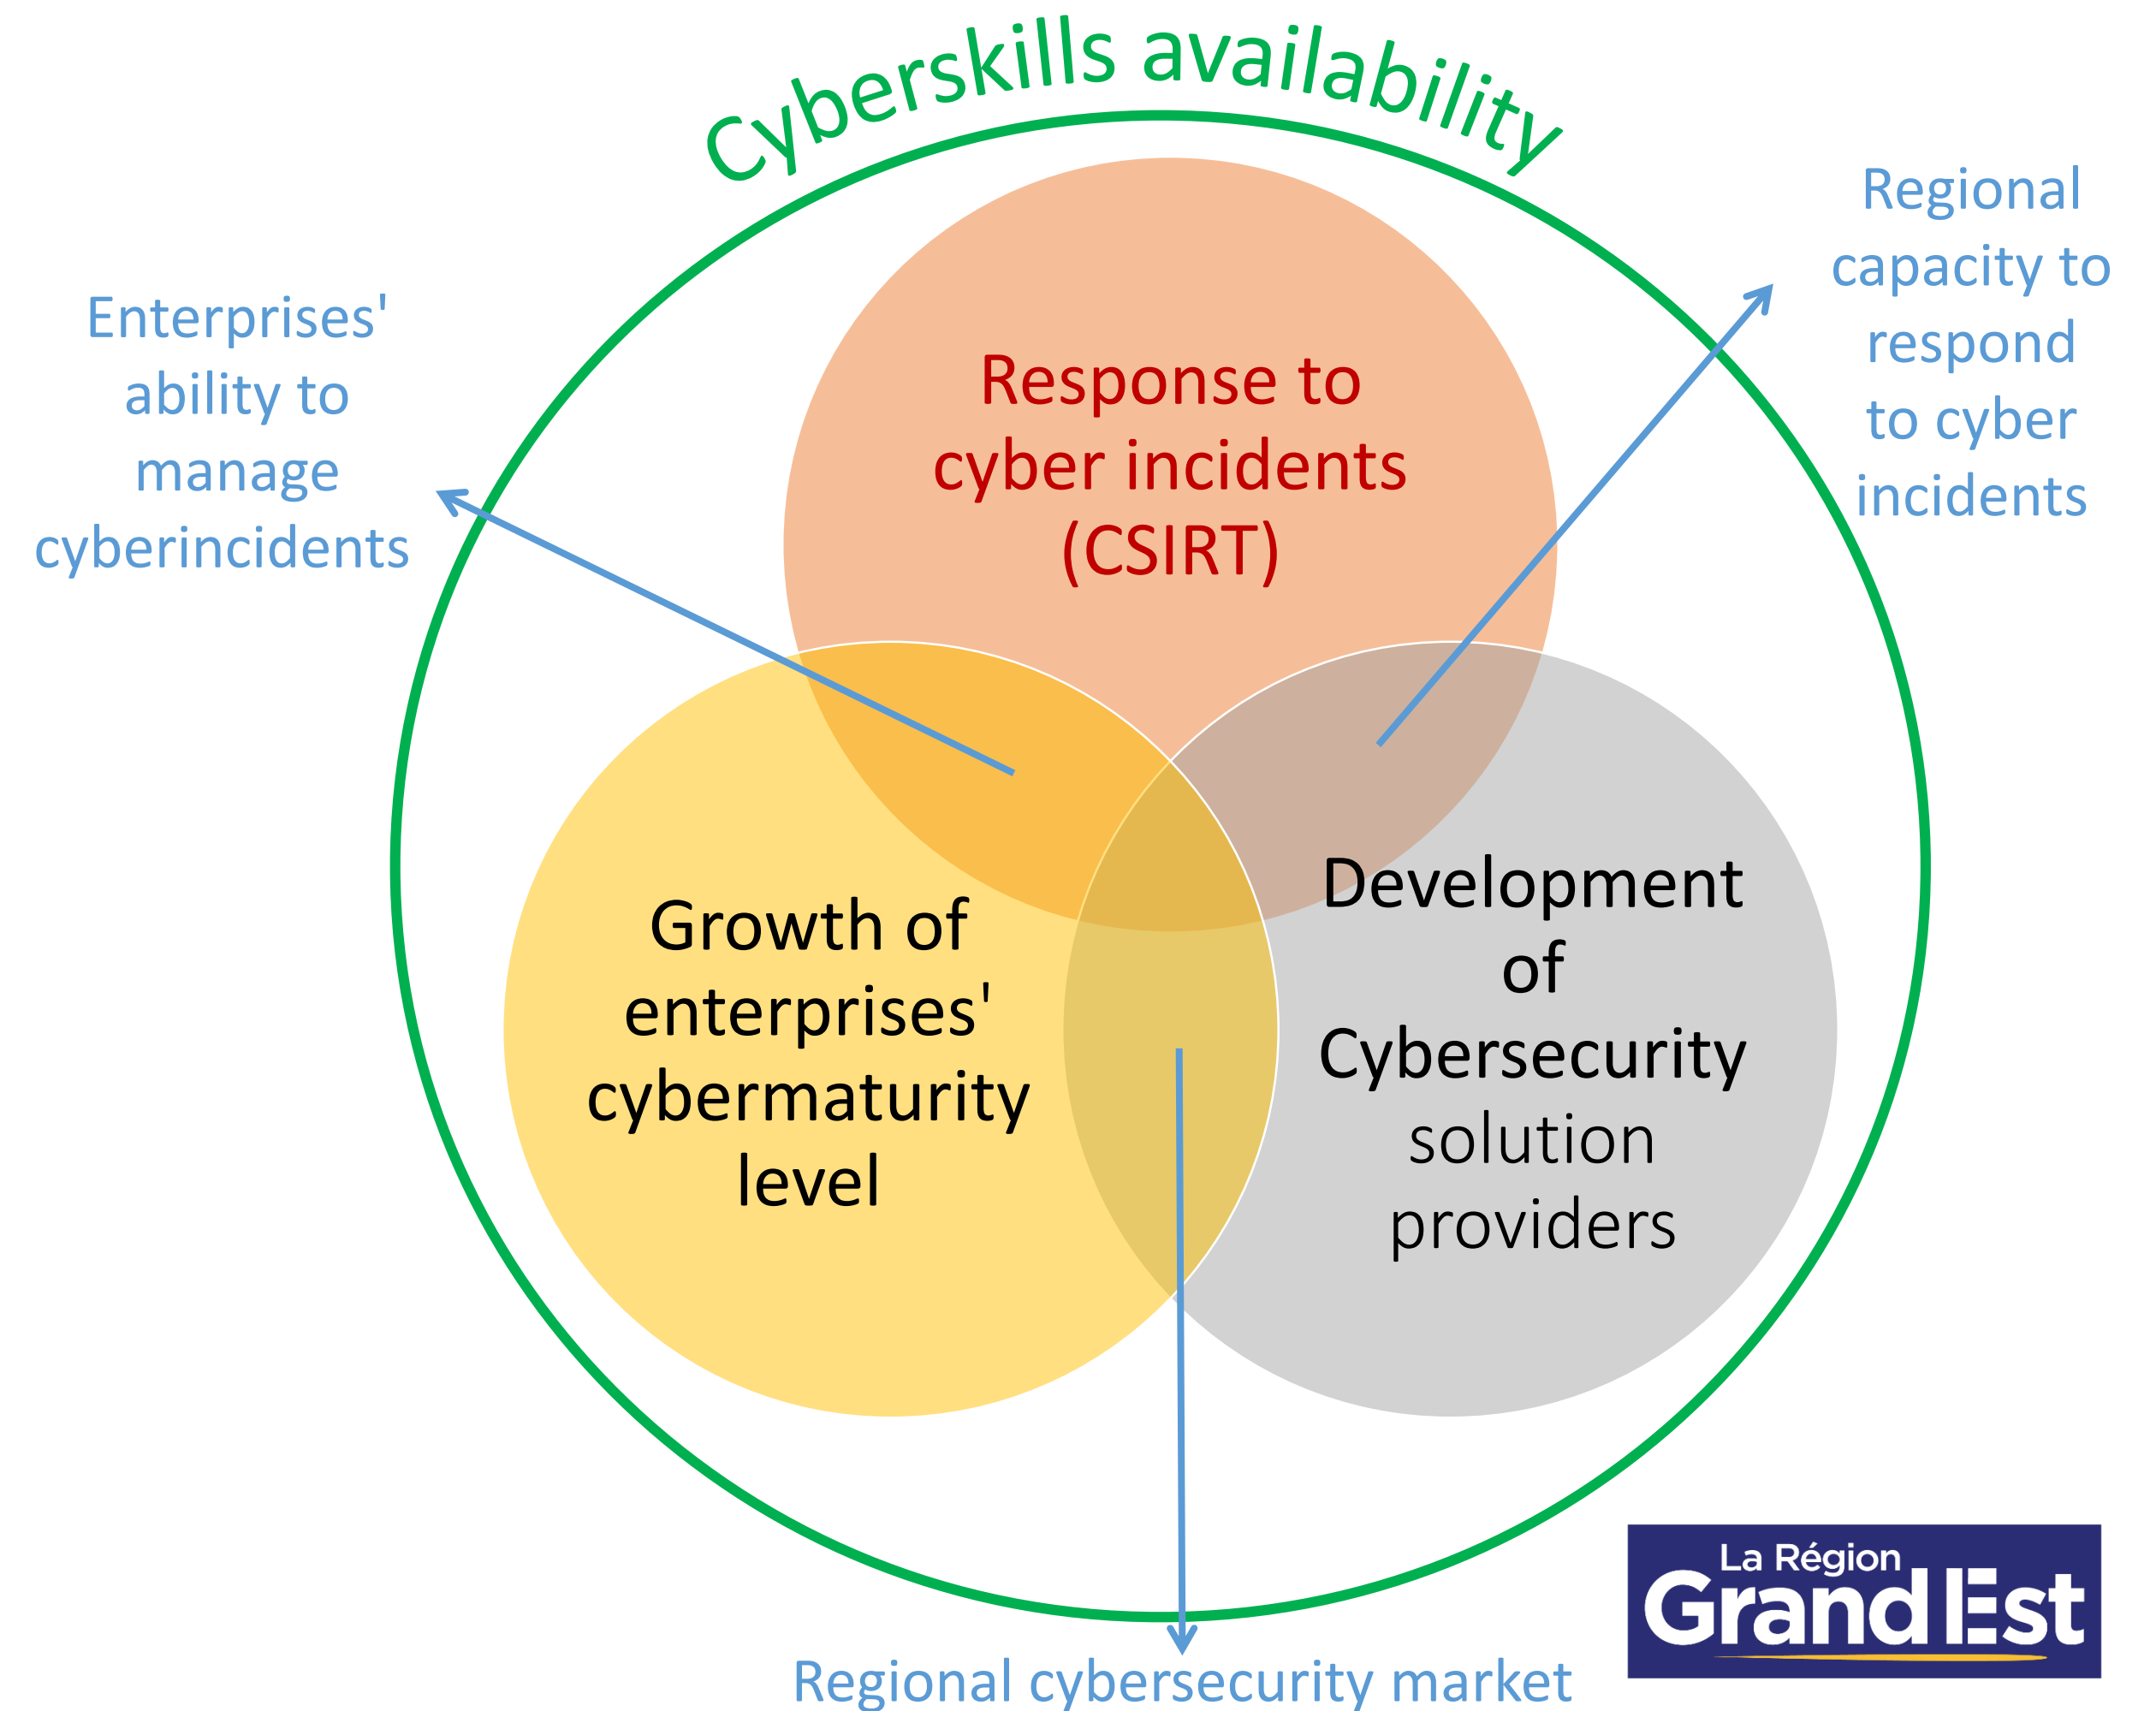 Cyberskills availability
Enterprises'
ability to
manage
cyberincidents
Response to
cyber incidents
(CSIRT)
Regional
capacity to
respond
to cyber
incidents
Growth of
enterprises'
cybermaturity
level
Development
of
Cybersecurity
solution
providers
Regional cybersecurity market
La Région
Grand Est